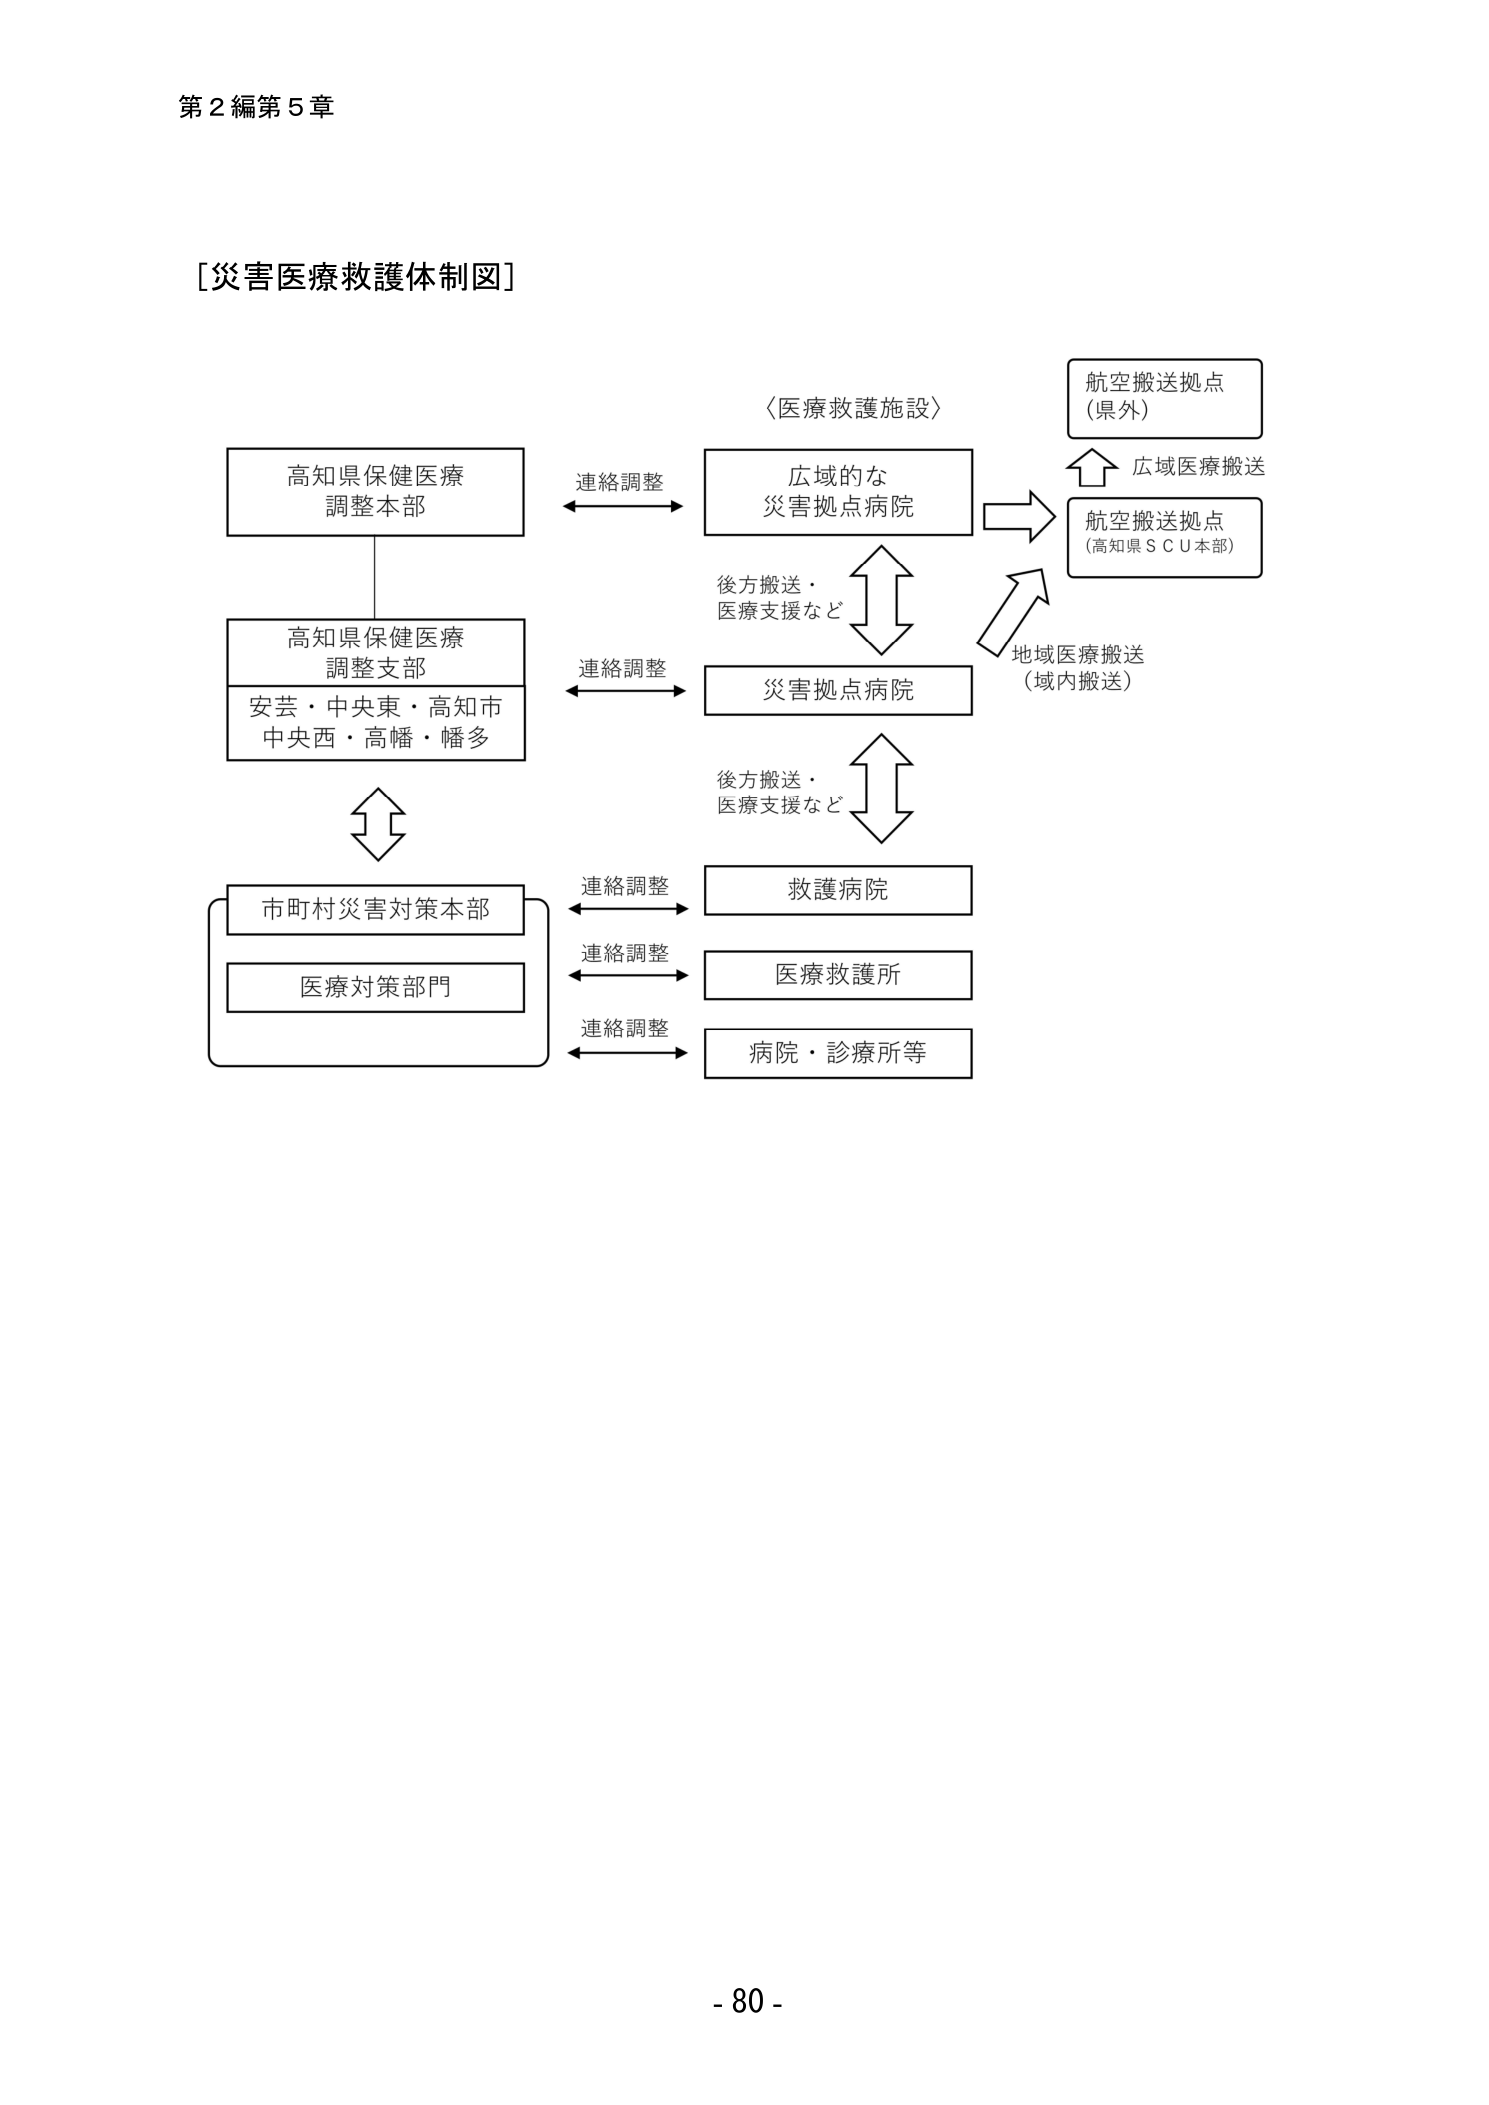 第２編第５章
［災害医療救護体制図］
航空搬送拠点
（県外）
〈医療救護施設〉
高知県保健医療
調整本部
連絡調整
広域的な
災害拠点病院
広域医療搬送
航空搬送拠点
（高知県ＳＣＵ本部）
後方搬送・
医療支援など
高知県保健医療
調整支部
安芸・中央東・高知市
中央西・高幡・幡多
連絡調整
災害拠点病院
地域医療搬送
（域内搬送）
後方搬送・
医療支援など
市町村災害対策本部
連絡調整
救護病院
医療対策部門
連絡調整
医療救護所
連絡調整
病院・診療所等
- 80 -